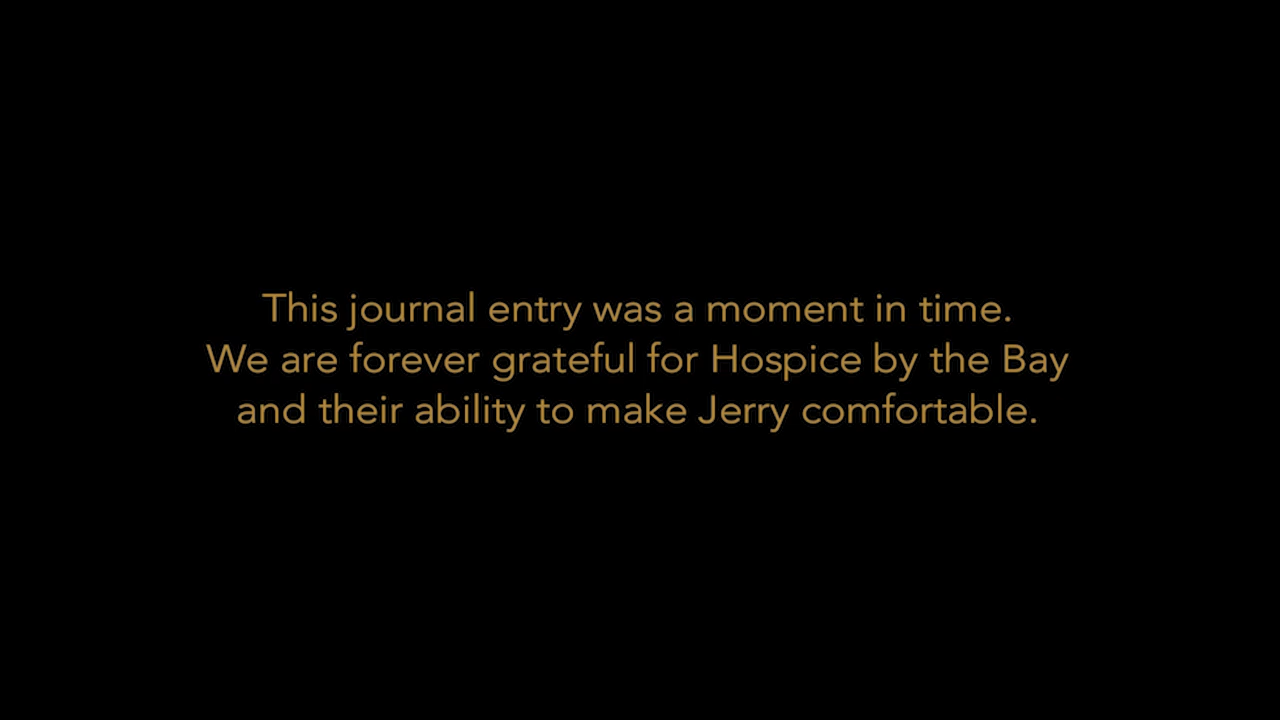 This journal entry was a moment in time.
We are forever grateful for Hospice by the Bay
and their ability to make Jerry comfortable.